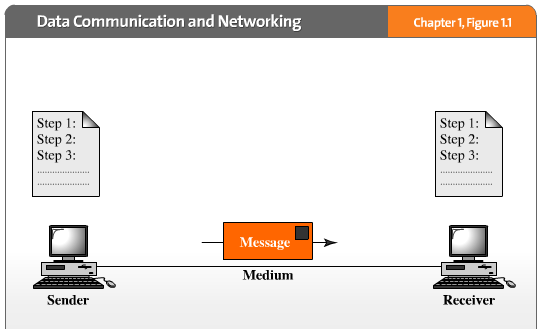 Data Communication and Networking
Chapter 1, Figure 1.1
Step 1:
Step 2:
Step 3:
Step 1:
Step 2:
Step 3:
Message
Medium
Sender
Receiver